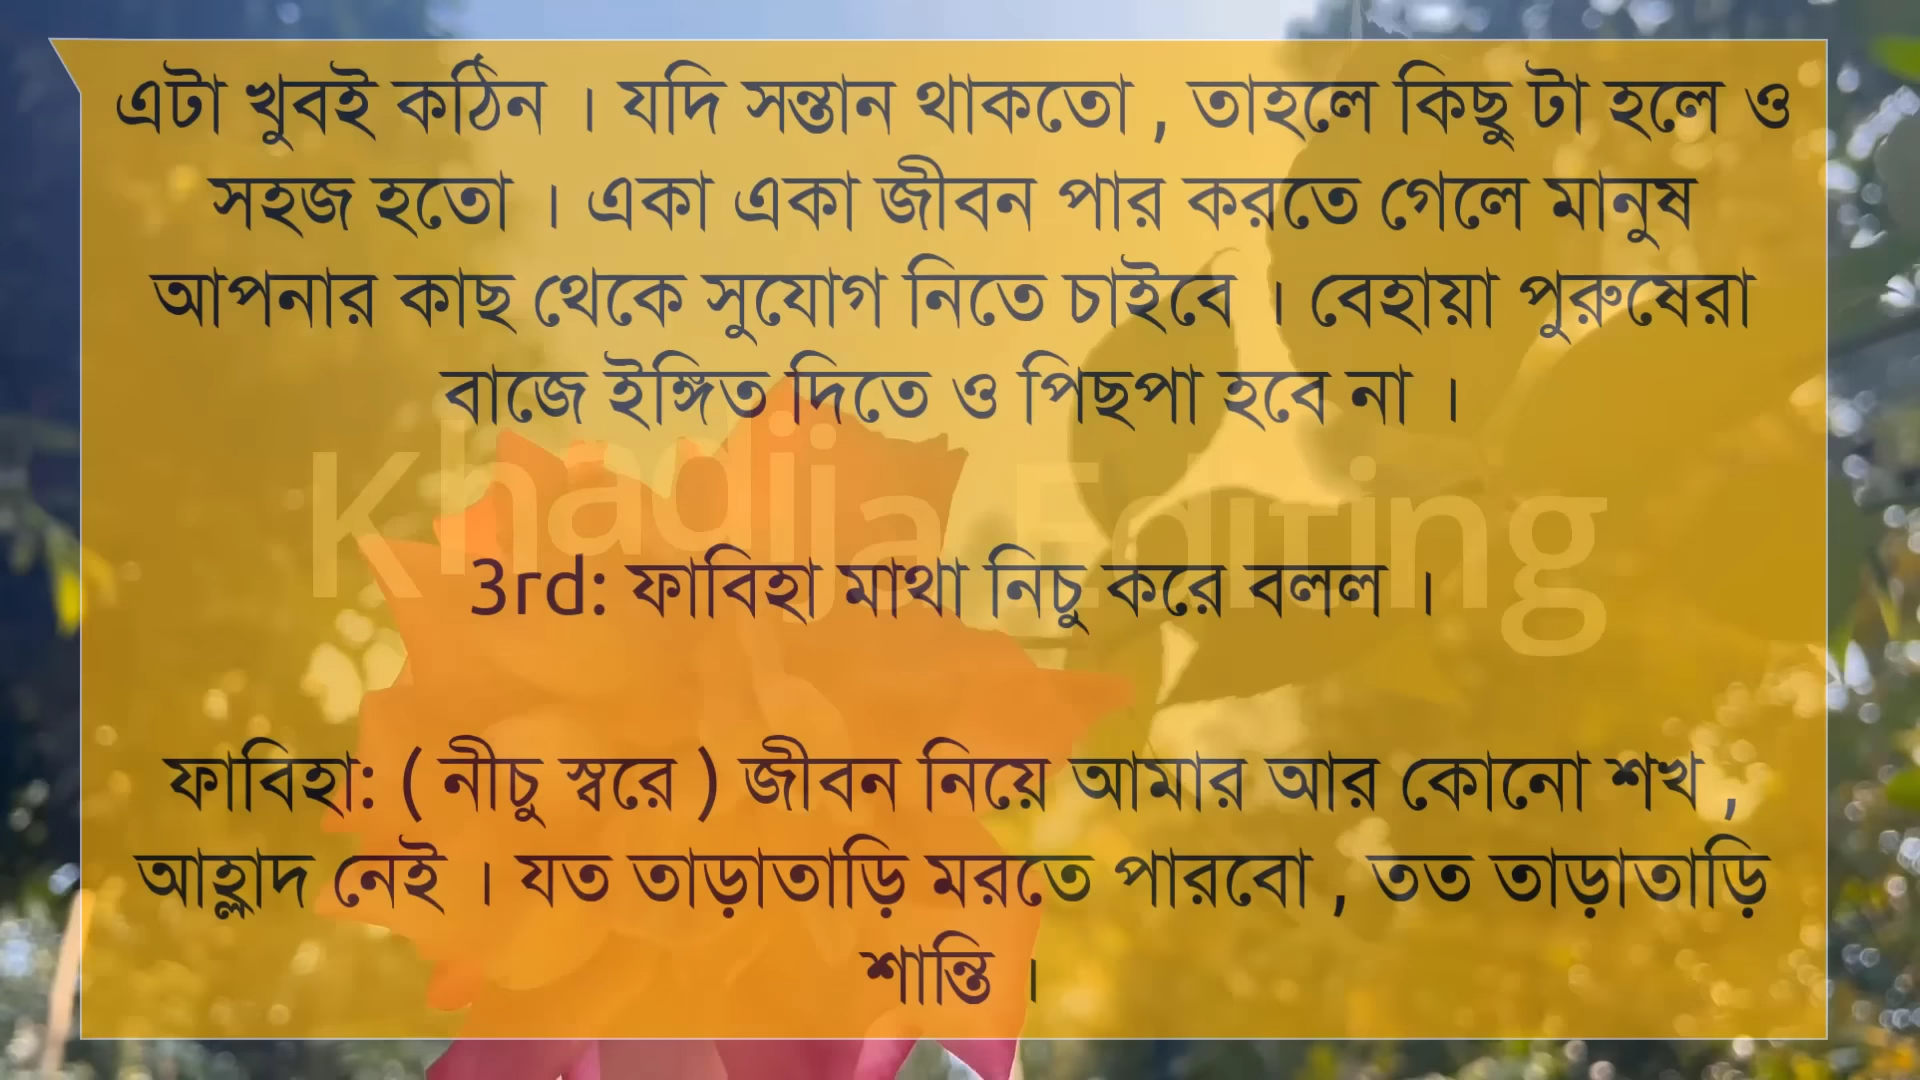 এটা খুবই কঠিন । যদি সন্তান থাকতো , তাহলে কিছু টা হলে ও
সহজ হতো । একা একা জীবন পার করতে গেলে মানুষ
আপনার কাছ থেকে সুযোগ নিতে চাইবে । বেহায়া পুরুষেরা
বাজে ইঙ্গিত দিতে ও পিছপা হবে না ।
Khadija Editing
3rd: ফাবিহা মাথা নিচু করে বলল ।
ফাবিহা: ( নীচু স্বরে ) জীবন নিয়ে আমার আর কোনো শখ ,
আহ্লাদ নেই । যত তাড়াতাড়ি মরতে পারবো , তত তাড়াতাড়ি
শান্তি ।